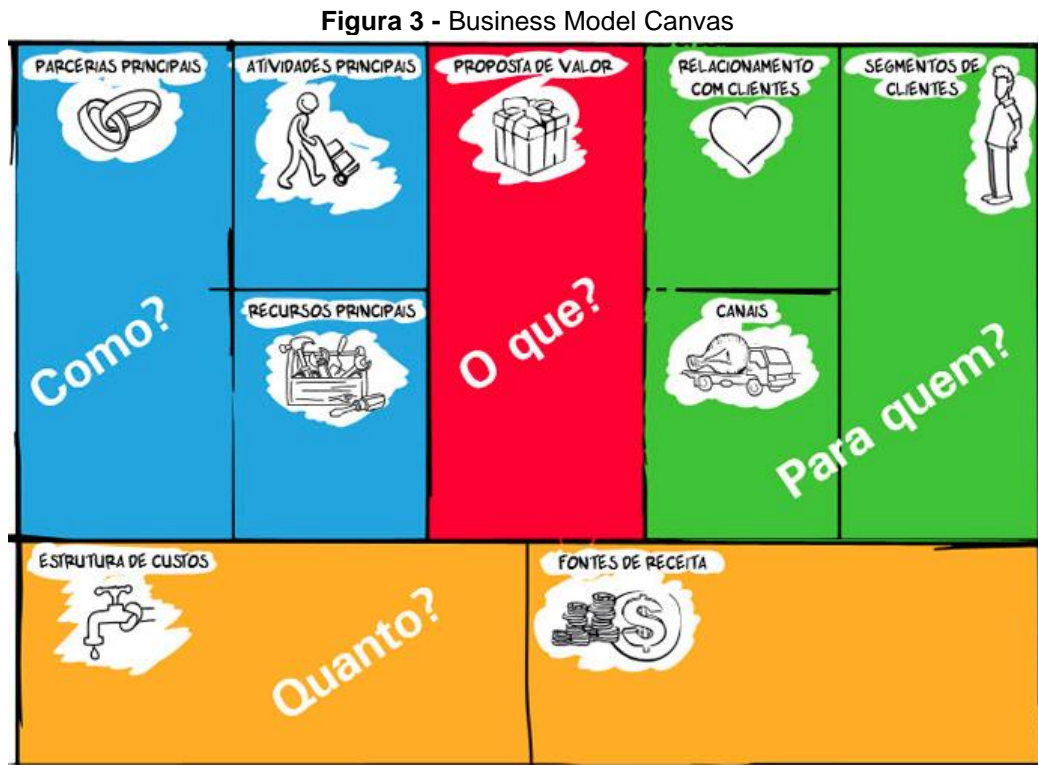 Figura 3 - Business Model Canvas
PARCERIAS PRINCIPAIS
ATIVIDADES PRINCIPAIS
PROPOSTA DE VALOR
RELACIONAMENTO
COM CLIENTES
SEGMENTOS DE
CLIENTES
Como?
RECURSOS PRINCIPAIS
O que?
CANAIS
Para quem?
ESTRUTURA DE CUSTOS
Quanto?
FONTES DE RECEITA
$